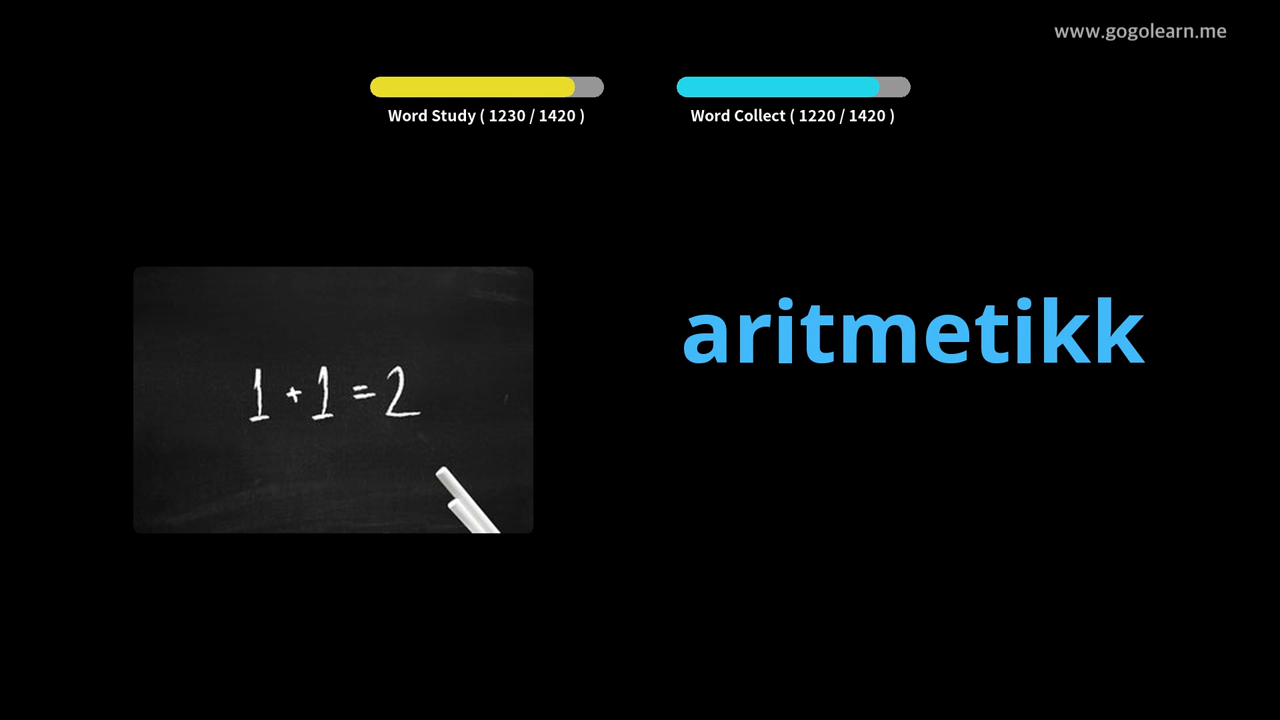 www.gogolearn.me
Word Study ( 1230 / 1420 )
Word Collect ( 1220 / 1420 )
aritmetikk
1 + 1 = 2